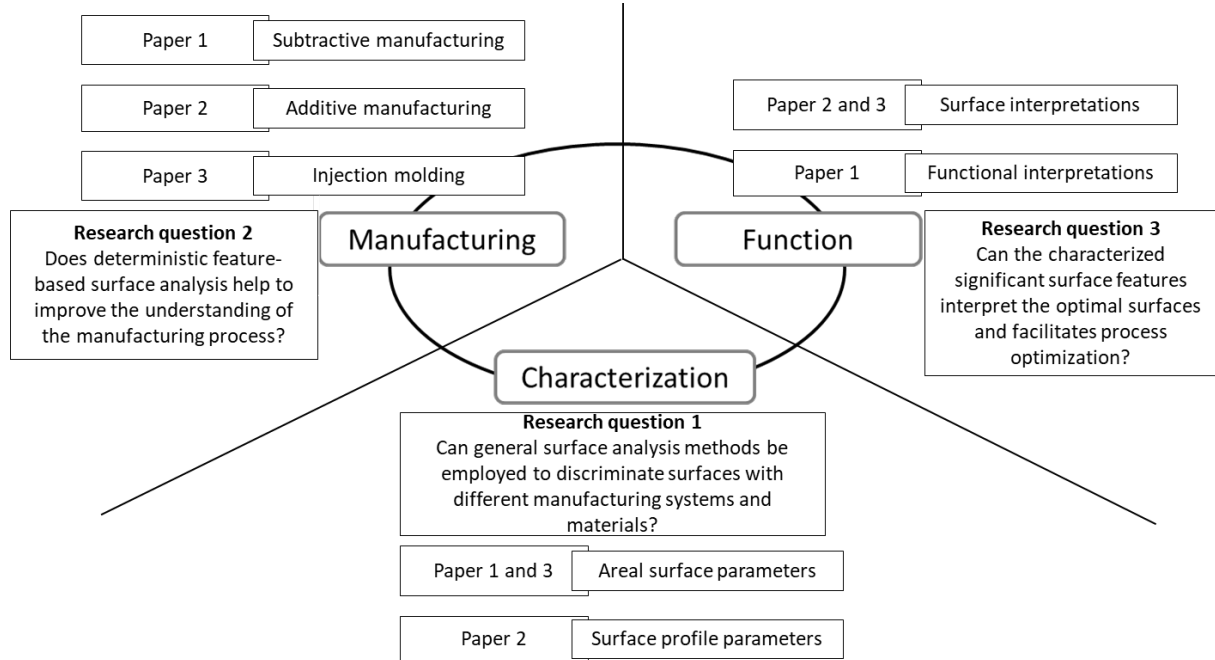 Paper 1
Subtractive manufacturing
Paper 2
Additive manufacturing
Paper 3
Injection molding
Research question 2
Does deterministic feature-
based surface analysis help to
improve the understanding of
the manufacturing process?
Manufacturing
Paper 2 and 3
Surface interpretations
Paper 1
Functional interpretations
Function
Research question 3
Can the characterized
significant surface features
interpret the optimal surfaces
and facilitates process
optimization?
Characterization
Research question 1
Can general surface analysis methods be
employed to discriminate surfaces with
different manufacturing systems and
materials?
Paper 1 and 3
Areal surface parameters
Paper 2
Surface profile parameters